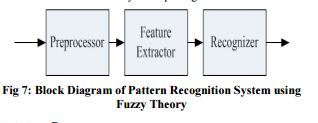 Preprocessor
Feature
Extractor
Recognizer
Fig 7: Block Diagram of Pattern Recognition System using
Fuzzy Theory